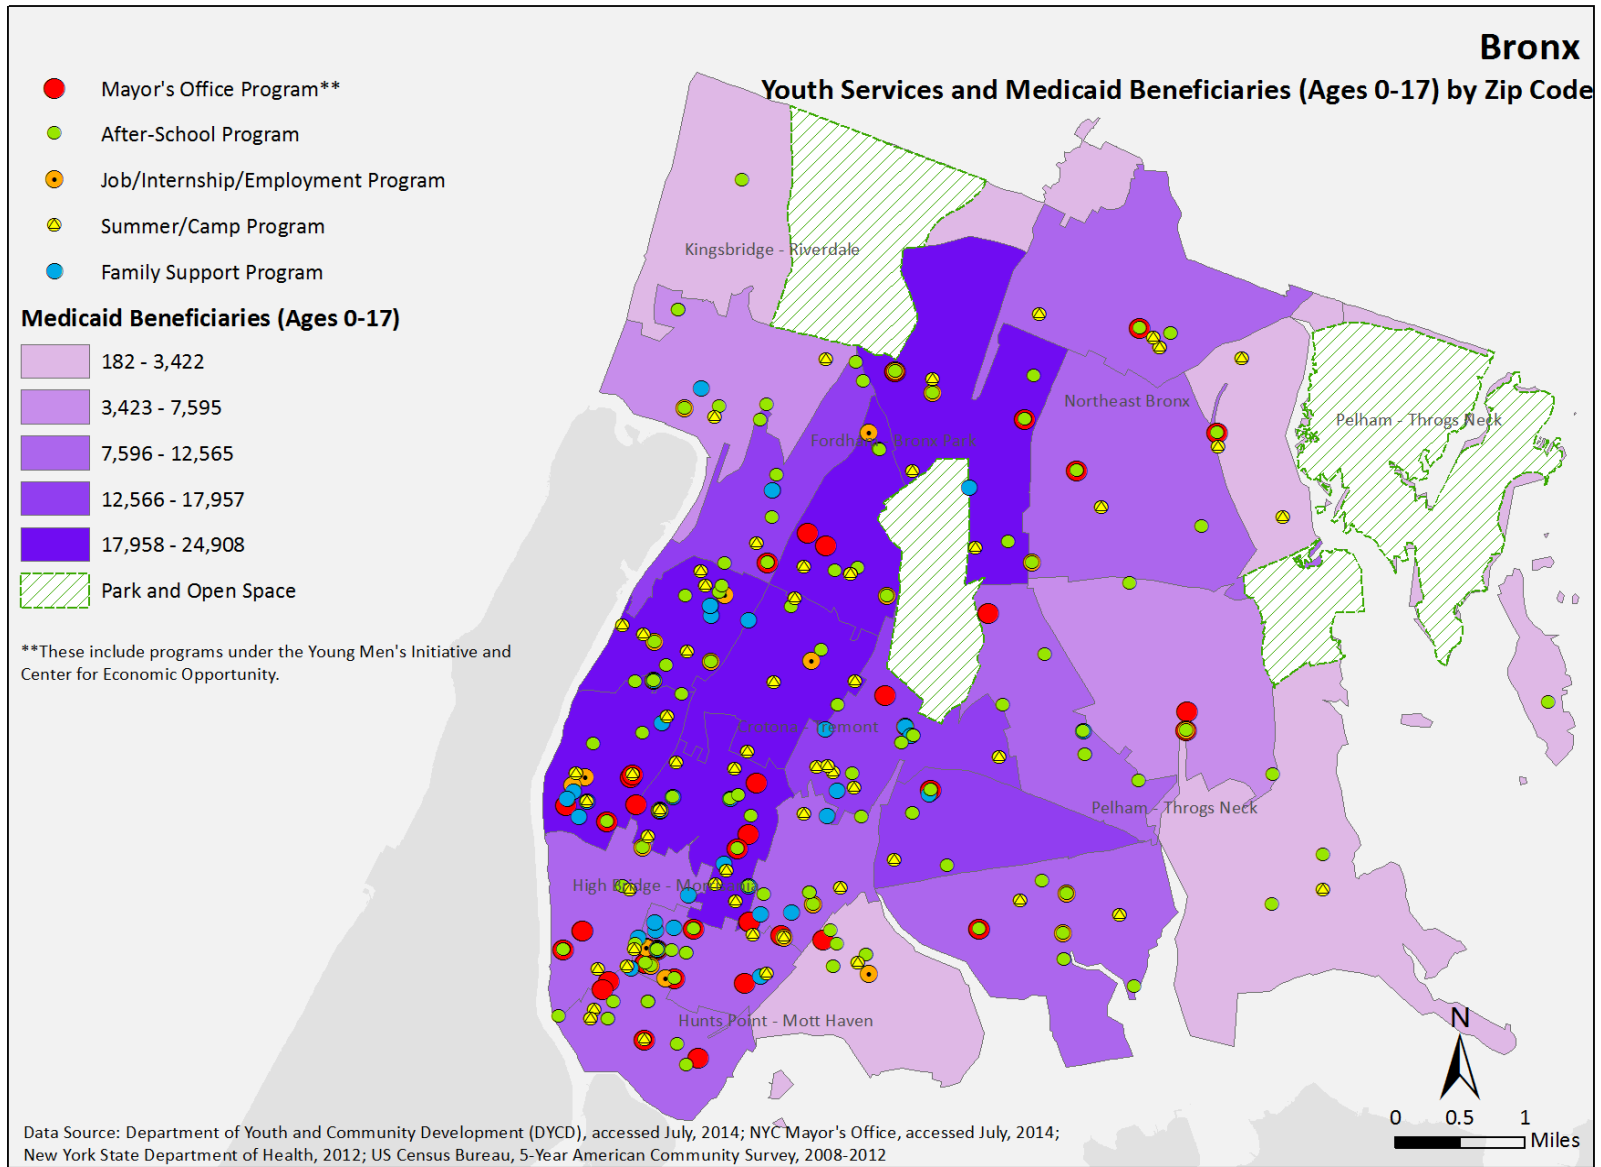 Bronx
Youth Services and Medicaid Beneficiaries (Ages 0-17) by Zip Code
Mayor's Office Program**
After-School Program
Job/Internship/Employment Program
Summer/Camp Program
Family Support Program
Medicaid Beneficiaries (Ages 0-17)
182 - 3,422
3,423 - 7,595
7,596 - 12,565
12,566 - 17,957
17,958 - 24,908
Park and Open Space
**These include programs under the Young Men's Initiative and
Center for Economic Opportunity.
Kingsbridge - Riverdale
Northeast Bronx
Pelham - Throgs Neck
Fordham - Bronx Park
Crotona - Tremont
Pelham - Throgs Neck
High Bridge - Morrisania
Hunts Point - Mott Haven
N
0 0.5 1
Miles
Data Source: Department of Youth and Community Development (DYCD), accessed July, 2014; NYC Mayor's Office, accessed July, 2014;
New York State Department of Health, 2012; US Census Bureau, 5-Year American Community Survey, 2008-2012